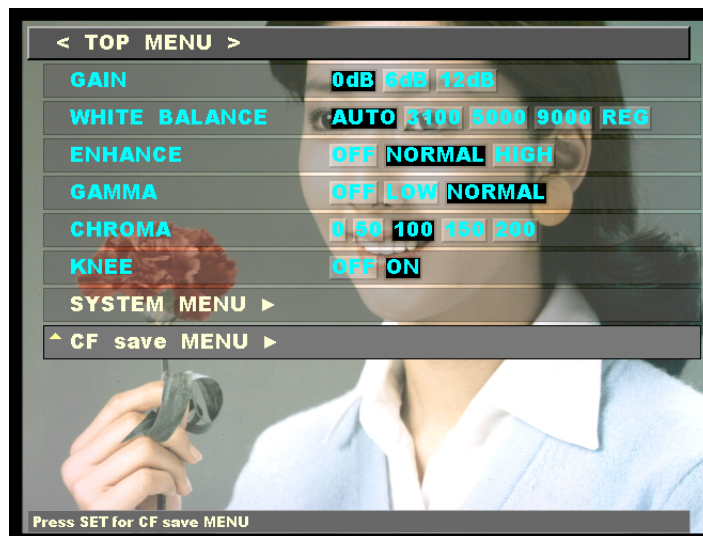 < TOP MENU >
GAIN 0dB 6dB 12dB
WHITE BALANCE AUTO 3100 5000 9000 REG
ENHANCE OFF NORMAL HIGH
GAMMA OFF LOW NORMAL
CHROMA 0 50 100 150 200
KNEE OFF ON
SYSTEM MENU ►
CF save MENU ►
Press SET for CF save MENU